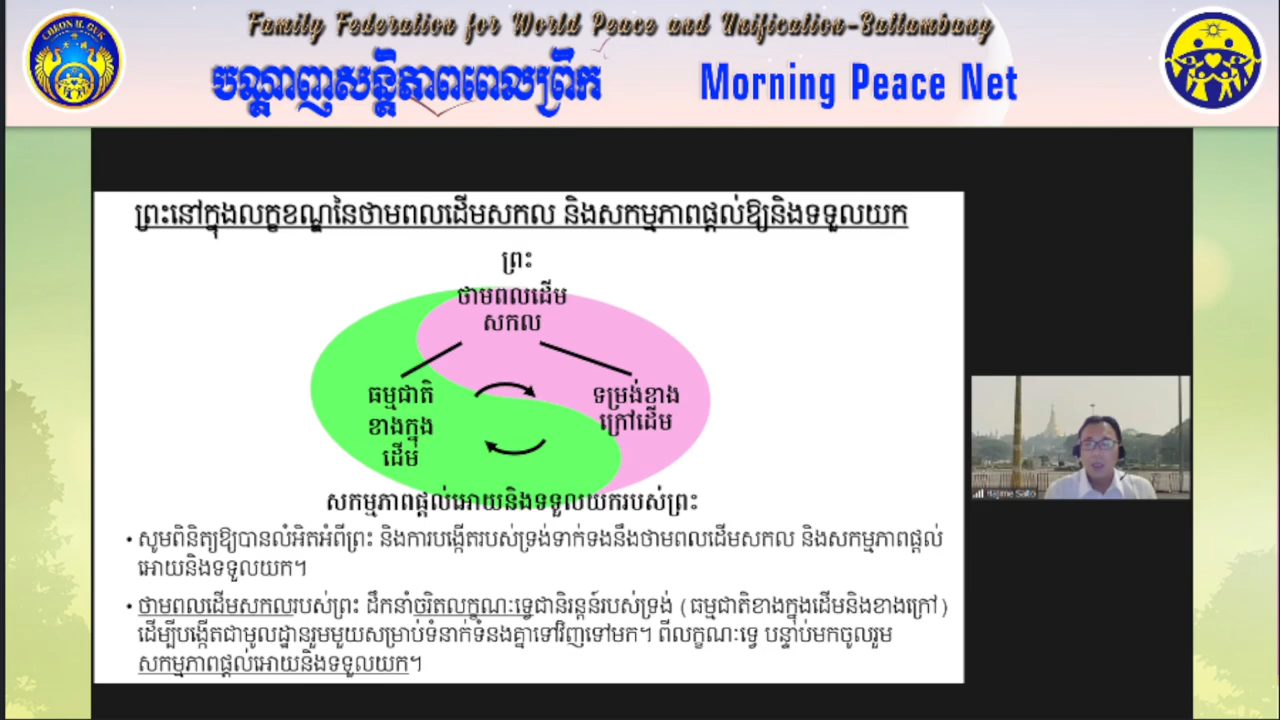 Family Federation for World Peace and Unification-Battambang
CHEON IL GUK
បណ្ដាញសន្តិភាពពេលព្រឹក
Morning Peace Net
ព្រះនៅក្នុងលក្ខខណ្ឌនៃថាមពលដើមសកល និងសកម្មភាពផ្ដល់ឱ្យនិងទទួលយក
ព្រះ
ថាមពលដើម
សកល
ធម្មជាតិ
ខាងក្នុង
ដើម
ទម្រង់ខាង
ក្រៅដើម
សកម្មភាពផ្ដល់អោយនិងទទួលយករបស់ព្រះ
• សូមពិនិត្យឱ្យបានលំអិតអំពីព្រះ និងការបង្កើតរបស់ទ្រង់ទាក់ទងនឹងថាមពលដើមសកល និងសកម្មភាពផ្ដល់
អោយនិងទទួលយក។
• ថាមពលដើមសកលរបស់ព្រះ ដឹកនាំចរិតលក្ខណៈទ្វេជានិរន្តន៍របស់ទ្រង់ (ធម្មជាតិខាងក្នុងដើមនិងខាងក្រៅ)
ដើម្បីបង្កើតជាមូលដ្ឋានរួមមួយសម្រាប់ទំនាក់ទំនងគ្នាទៅវិញទៅមក។ ពីលក្ខណៈទ្វេ បន្ទាប់មកចូលរួម
សកម្មភាពផ្ដល់អោយនិងទទួលយក។
Hajime Saito